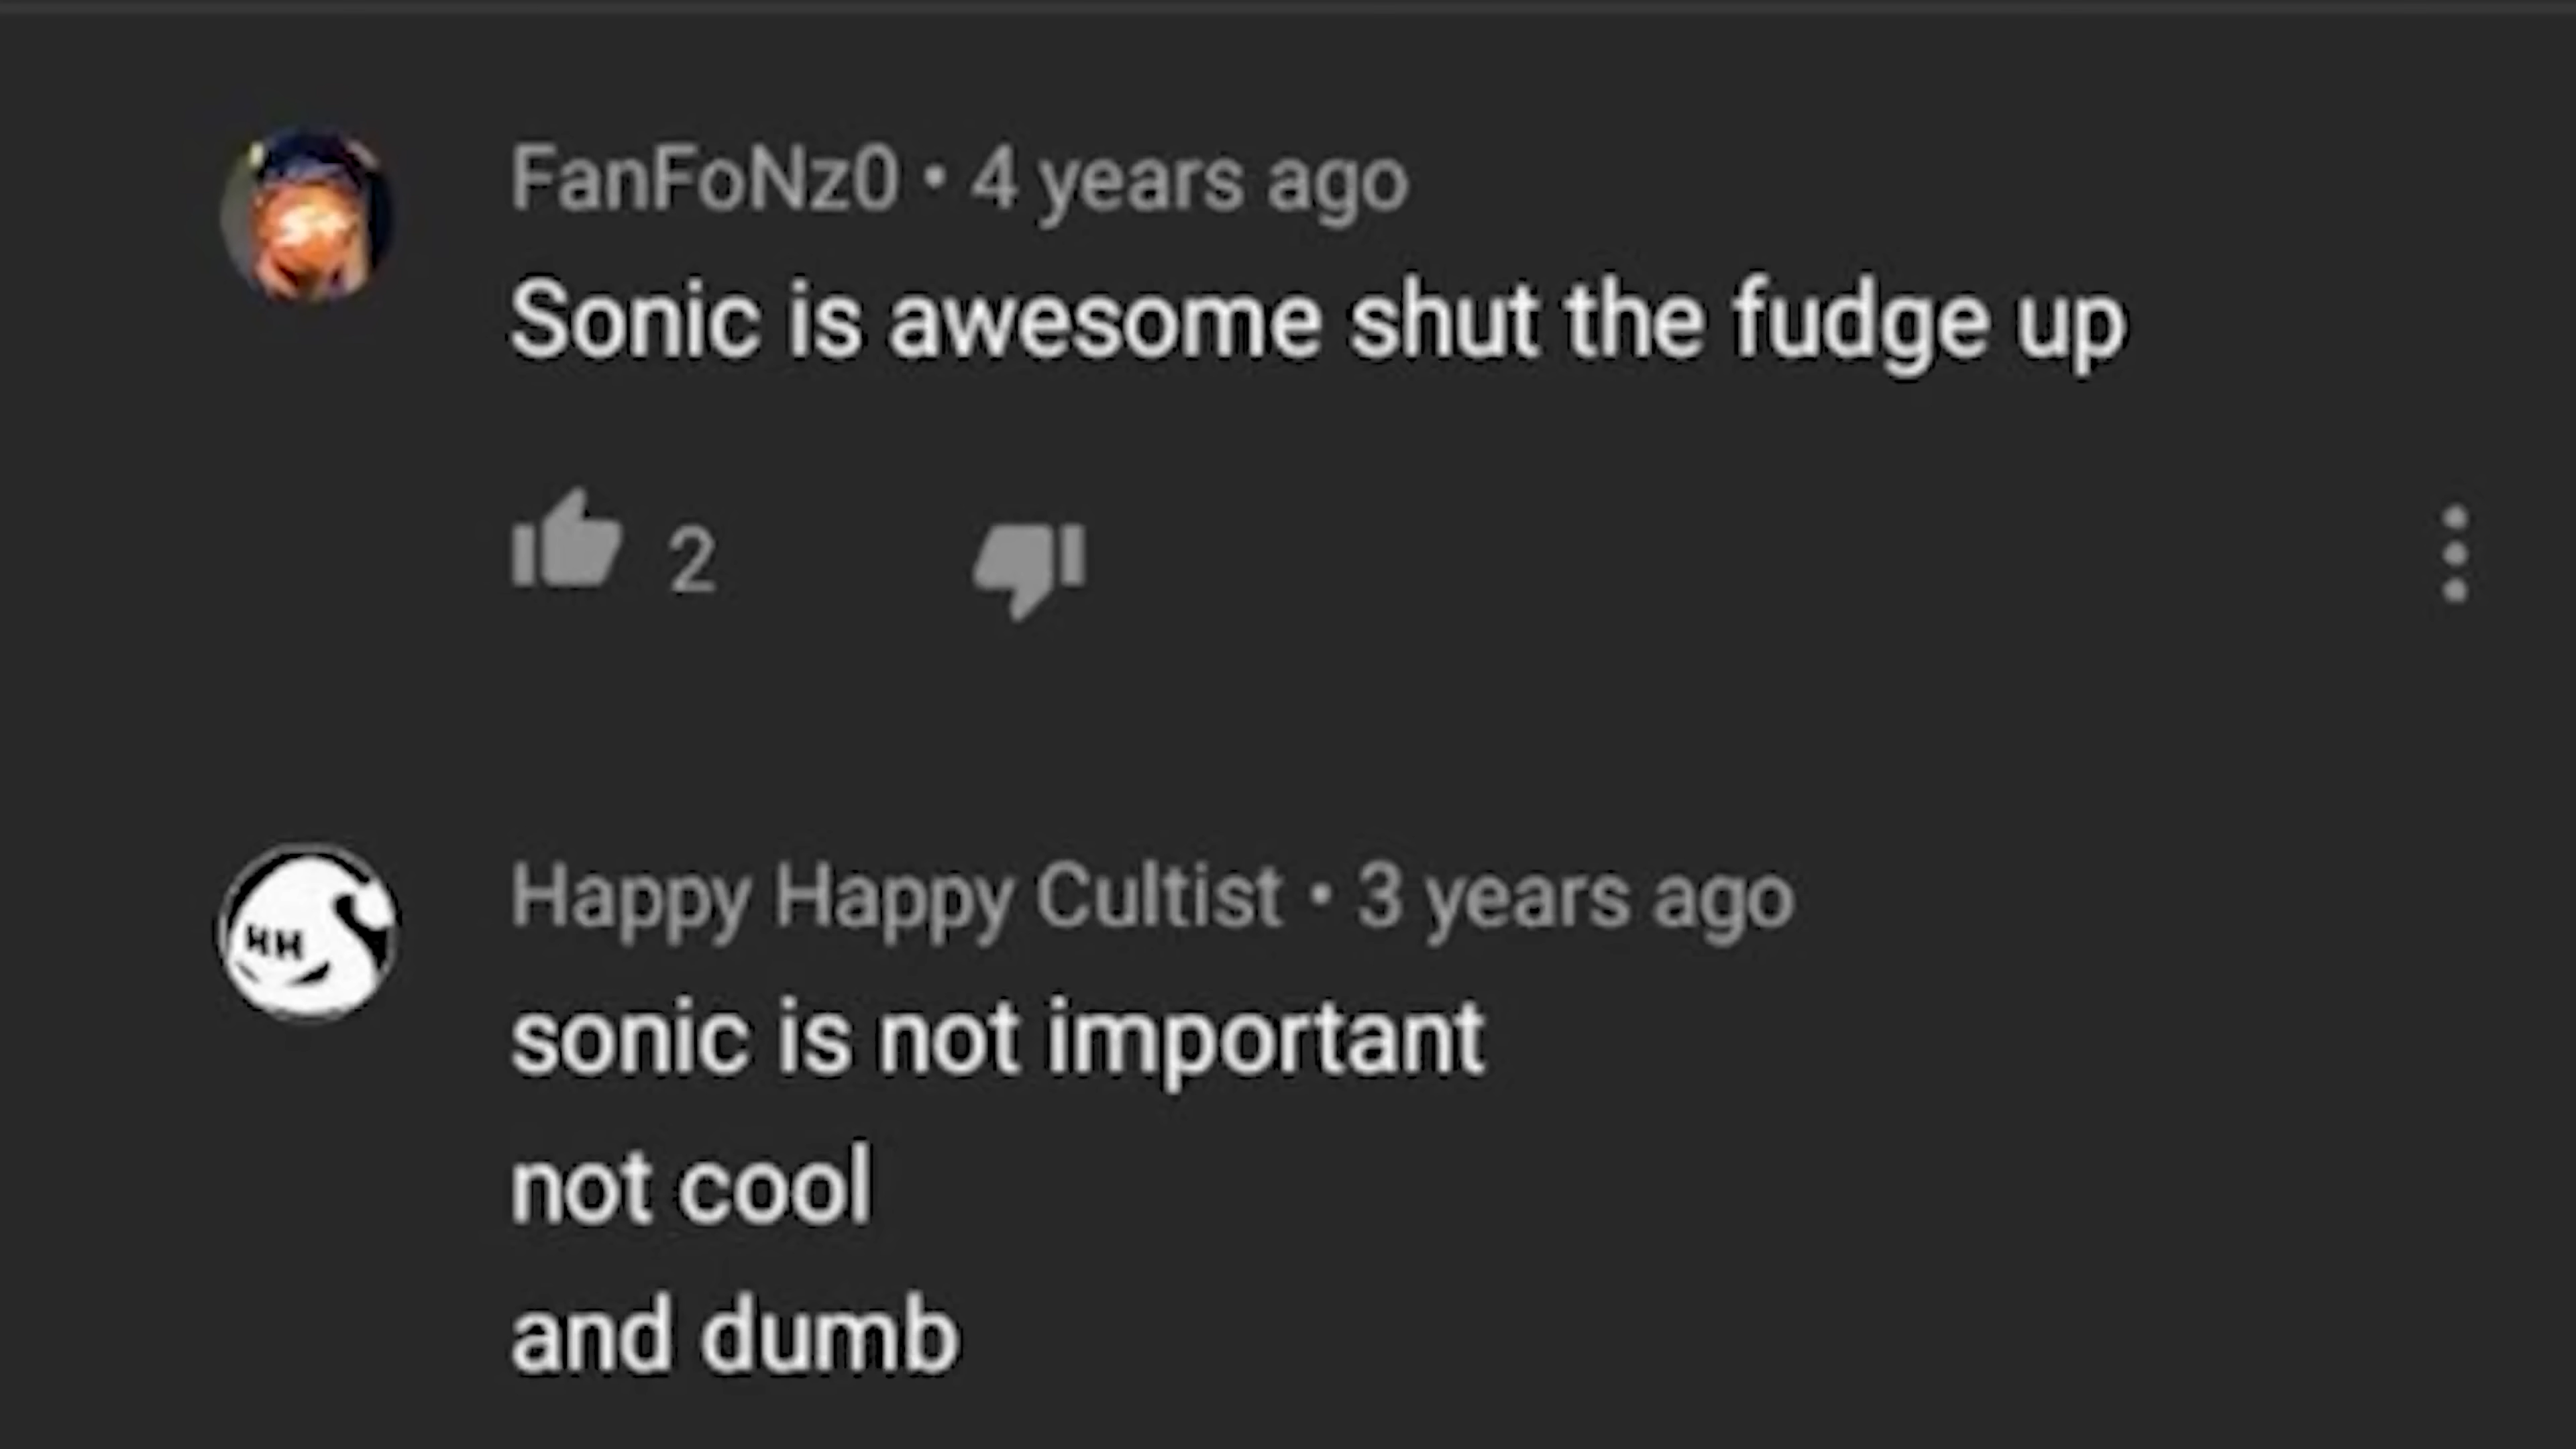 FanFoNz0 • 4 years ago
Sonic is awesome shut the fudge up
2
HH
Happy Happy Cultist • 3 years ago
sonic is not important
not cool
and dumb